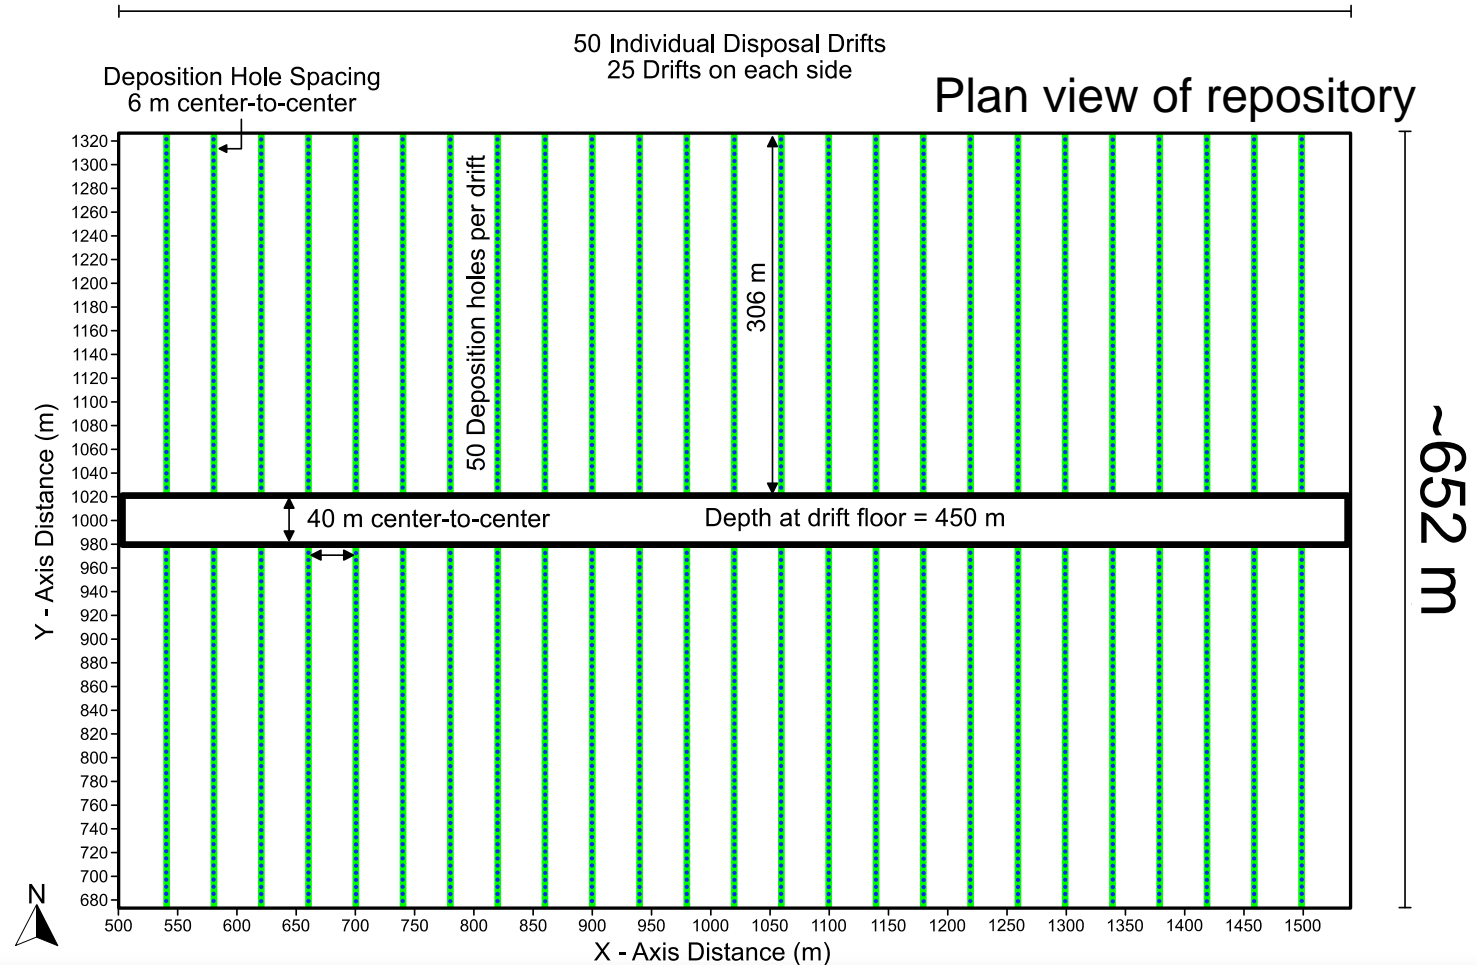 50 Individual Disposal Drifts
25 Drifts on each side
Deposition Hole Spacing
6 m center-to-center
Plan view of repository
1320
1300
1280
1260
1240
1220
1200
1180
1160
1140
1120
1100
1080
1060
1040
1020
1000
980
960
940
920
900
880
860
840
820
800
780
760
740
720
700
680
Y - Axis Distance (m)
50 Deposition holes per drift
306 m
40 m center-to-center
Depth at drift floor = 450 m
~652 m
N
500 550 600 650 700 750 800 850 900 950 1000 1050 1100 1150 1200 1250 1300 1350 1400 1450 1500
X - Axis Distance (m)